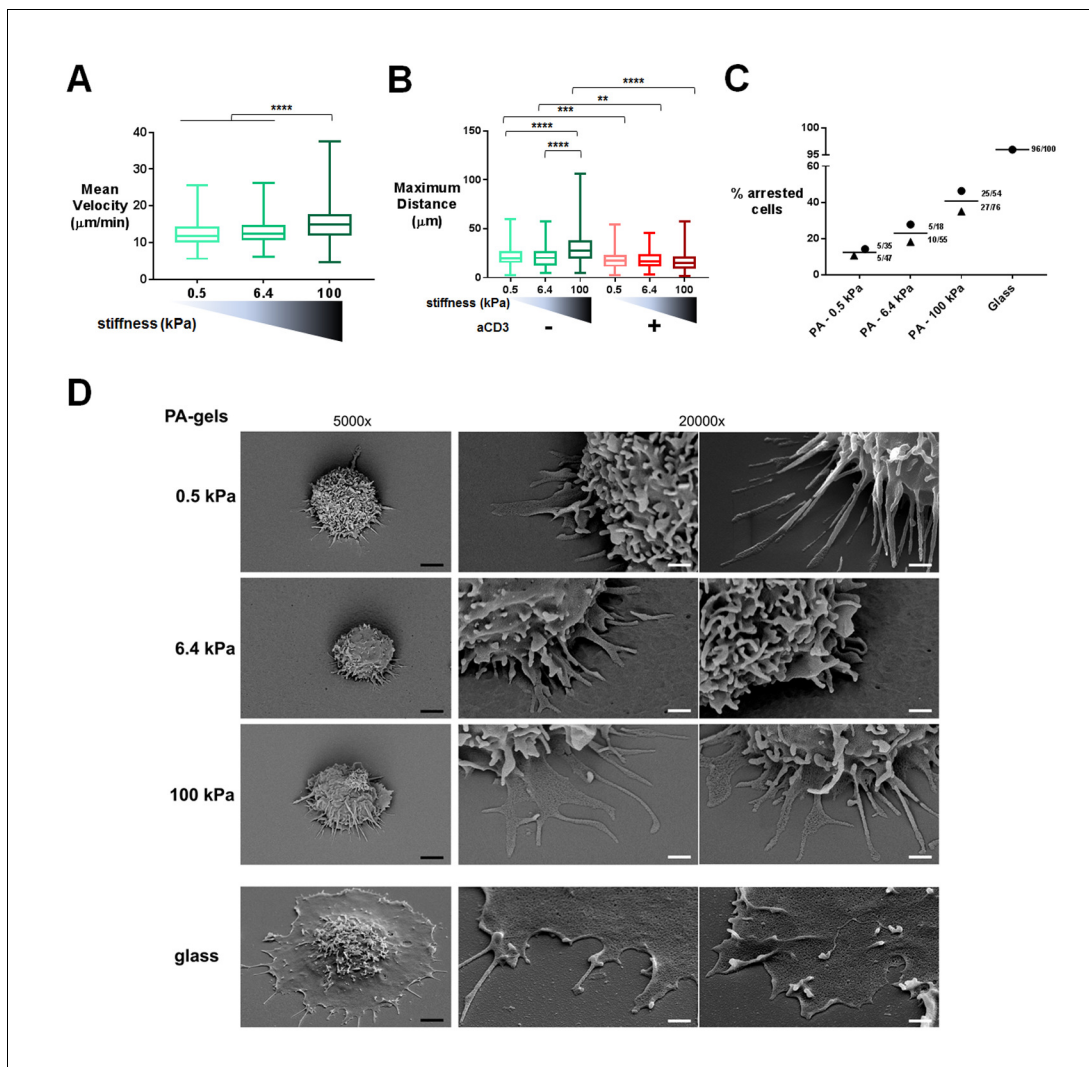 A
****
40
30
20
10
0
Mean
Velocity
(μm/min)
0.5
6.4
100
stiffness (kPa)
B
****
**
***
****
****
250
200
150
100
50
0
Maximum
Distance
(μm)
0.5
6.4
100
0.5
6.4
100
stiffness (kPa)
aCD3
-
+
C
100
95
60
40
20
0
% arrested
cells
5/35
5/47
5/18
10/55
25/54
27/76
96/100
PA - 0.5 kPa
PA - 6.4 kPa
PA - 100 kPa
Glass
D
PA-gels
5000x
20000x
0.5 kPa
6.4 kPa
100 kPa
glass